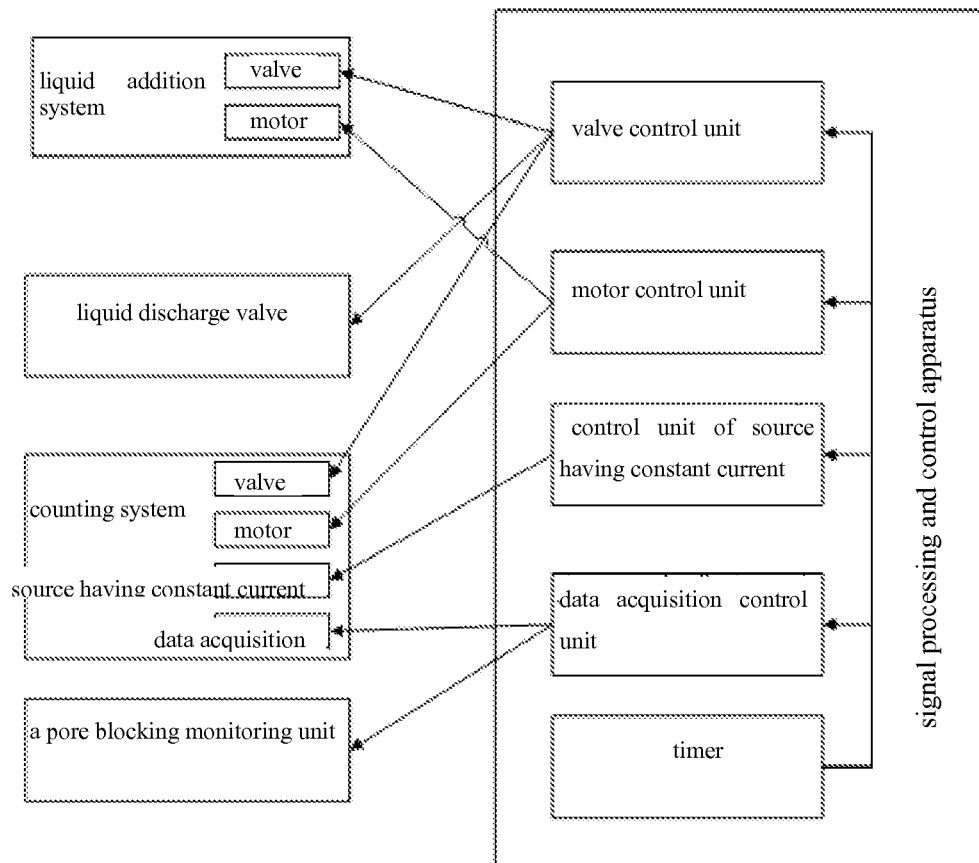 liquid addition
system
valve
motor
liquid discharge valve
counting system
valve
motor
source having constant current
data acquisition
a pore blocking monitoring unit
valve control unit
motor control unit
control unit of source
having constant current
data acquisition control
unit
timer
signal processing and control apparatus